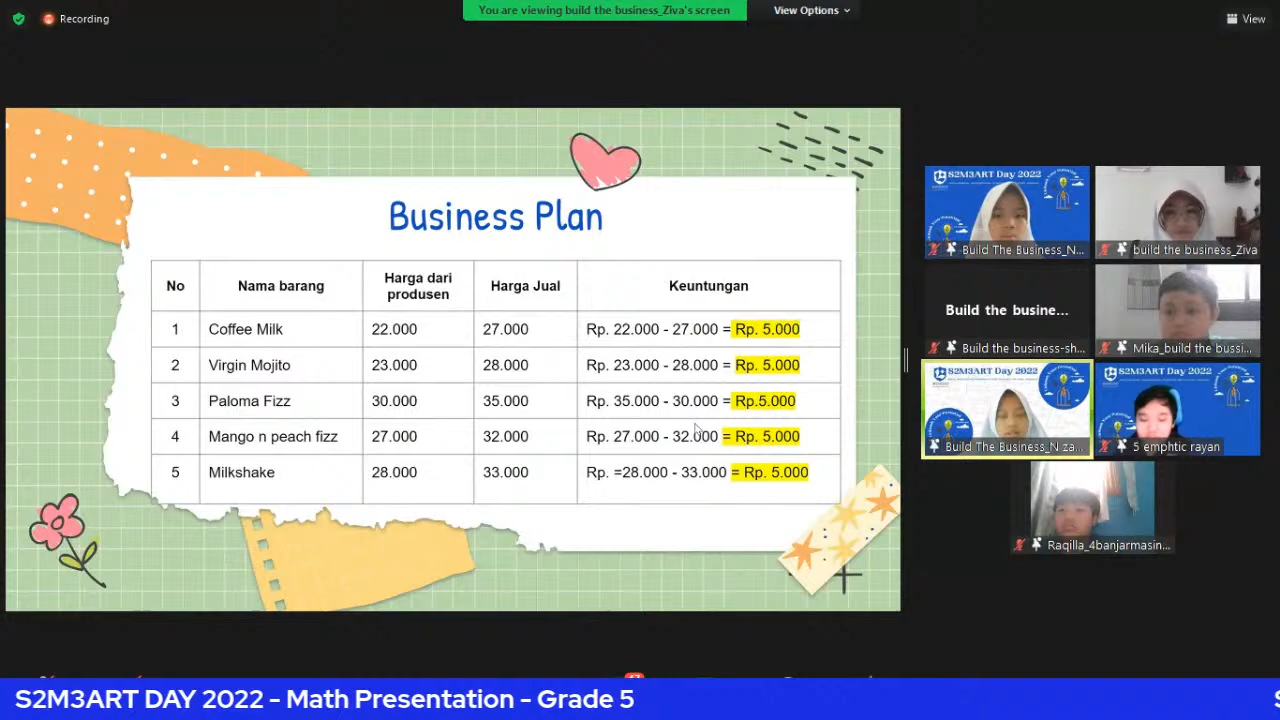 Recording
You are viewing build the business_Ziva's screen
View Options
View
Business Plan
No Nama barang Harga dari produsen Harga Jual Keuntungan
1 Coffee Milk 22.000 27.000 Rp. 22.000 - 27.000 = Rp. 5.000
2 Virgin Mojito 23.000 28.000 Rp. 23.000 - 28.000 = Rp. 5.000
3 Paloma Fizz 30.000 35.000 Rp. 35.000 - 30.000 = Rp.5.000
4 Mango n peach fizz 27.000 32.000 Rp. 27.000 - 32.000 = Rp. 5.000
5 Milkshake 28.000 33.000 Rp. =28.000 - 33.000 = Rp. 5.000
S2M3ART Day 2022
Build The Business_N...
build the business_Ziva
Build the busine...
Build the business-sh...
Mika_build the bussi...
S2M3ART Day 2022
Build The Business_N za...
S2M3ART Day 2022
5 emphtic rayan
Raqilla_4banjarmasin...
S2M3ART DAY 2022 - Math Presentation - Grade 5